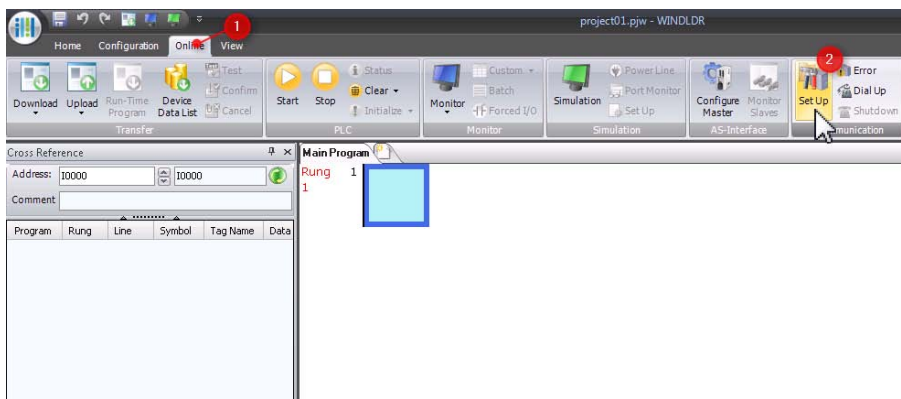 project01.pjw - WINDLDR
1
Home Configuration Online View
2
Download Upload Run-Time Program Device Data List Test Confirm Cancel
Transfer
Start Stop Status Clear Initialize
PLC
Monitor Custom Batch Forced I/O
Monitor
Simulation Power Line Port Monitor Set Up
Simulation
Configure Master Monitor Slaves
AS-Interface
Set Up Error Dial Up Shutdown
Cross Reference
Address: I0000 I0000
Comment
Program Rung Line Symbol Tag Name Data
Main Program
Rung 1
1